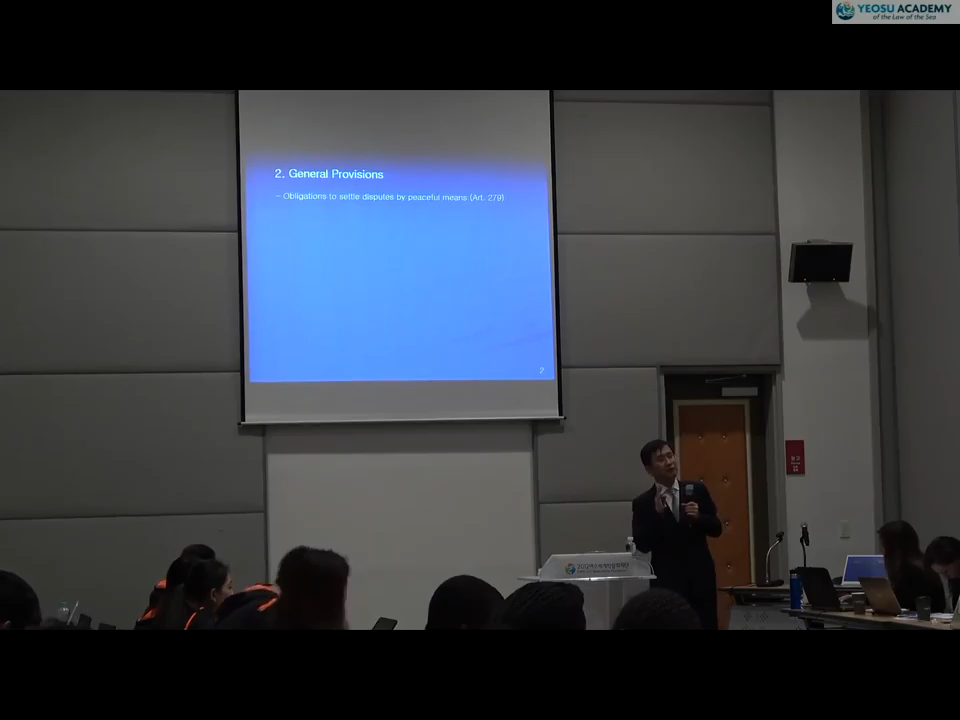 YEOSU ACADEMY
of the Law of the Sea
2. General Provisions
- Obligations to settle disputes by peaceful means (Art. 279)
2